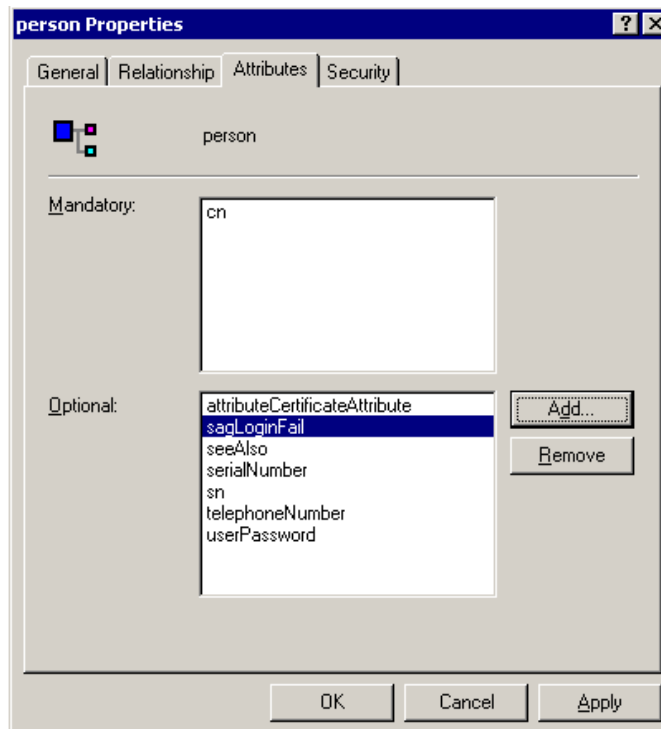 person Properties
General Relationship Attributes Security
person
Mandatory:
cn
Optional:
attributeCertificateAttribute
sagLoginFail
seeAlso
serialNumber
sn
telephoneNumber
userPassword
Add...
Remove
OK Cancel Apply